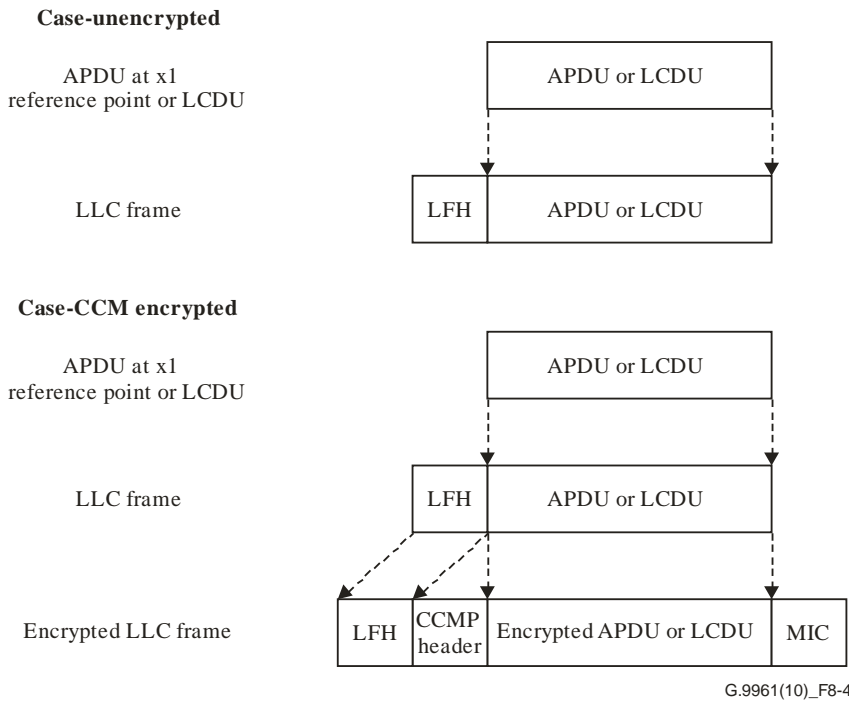 Case-unencrypted
APDU at x1
reference point or LCDU
APDU or LCDU
LLC frame
LFH
APDU or LCDU
Case-CCM encrypted
APDU at x1
reference point or LCDU
APDU or LCDU
LLC frame
LFH
APDU or LCDU
Encrypted LLC frame
LFH
CCMP
header
Encrypted APDU or LCDU
MIC
G.9961(10)_F8-4